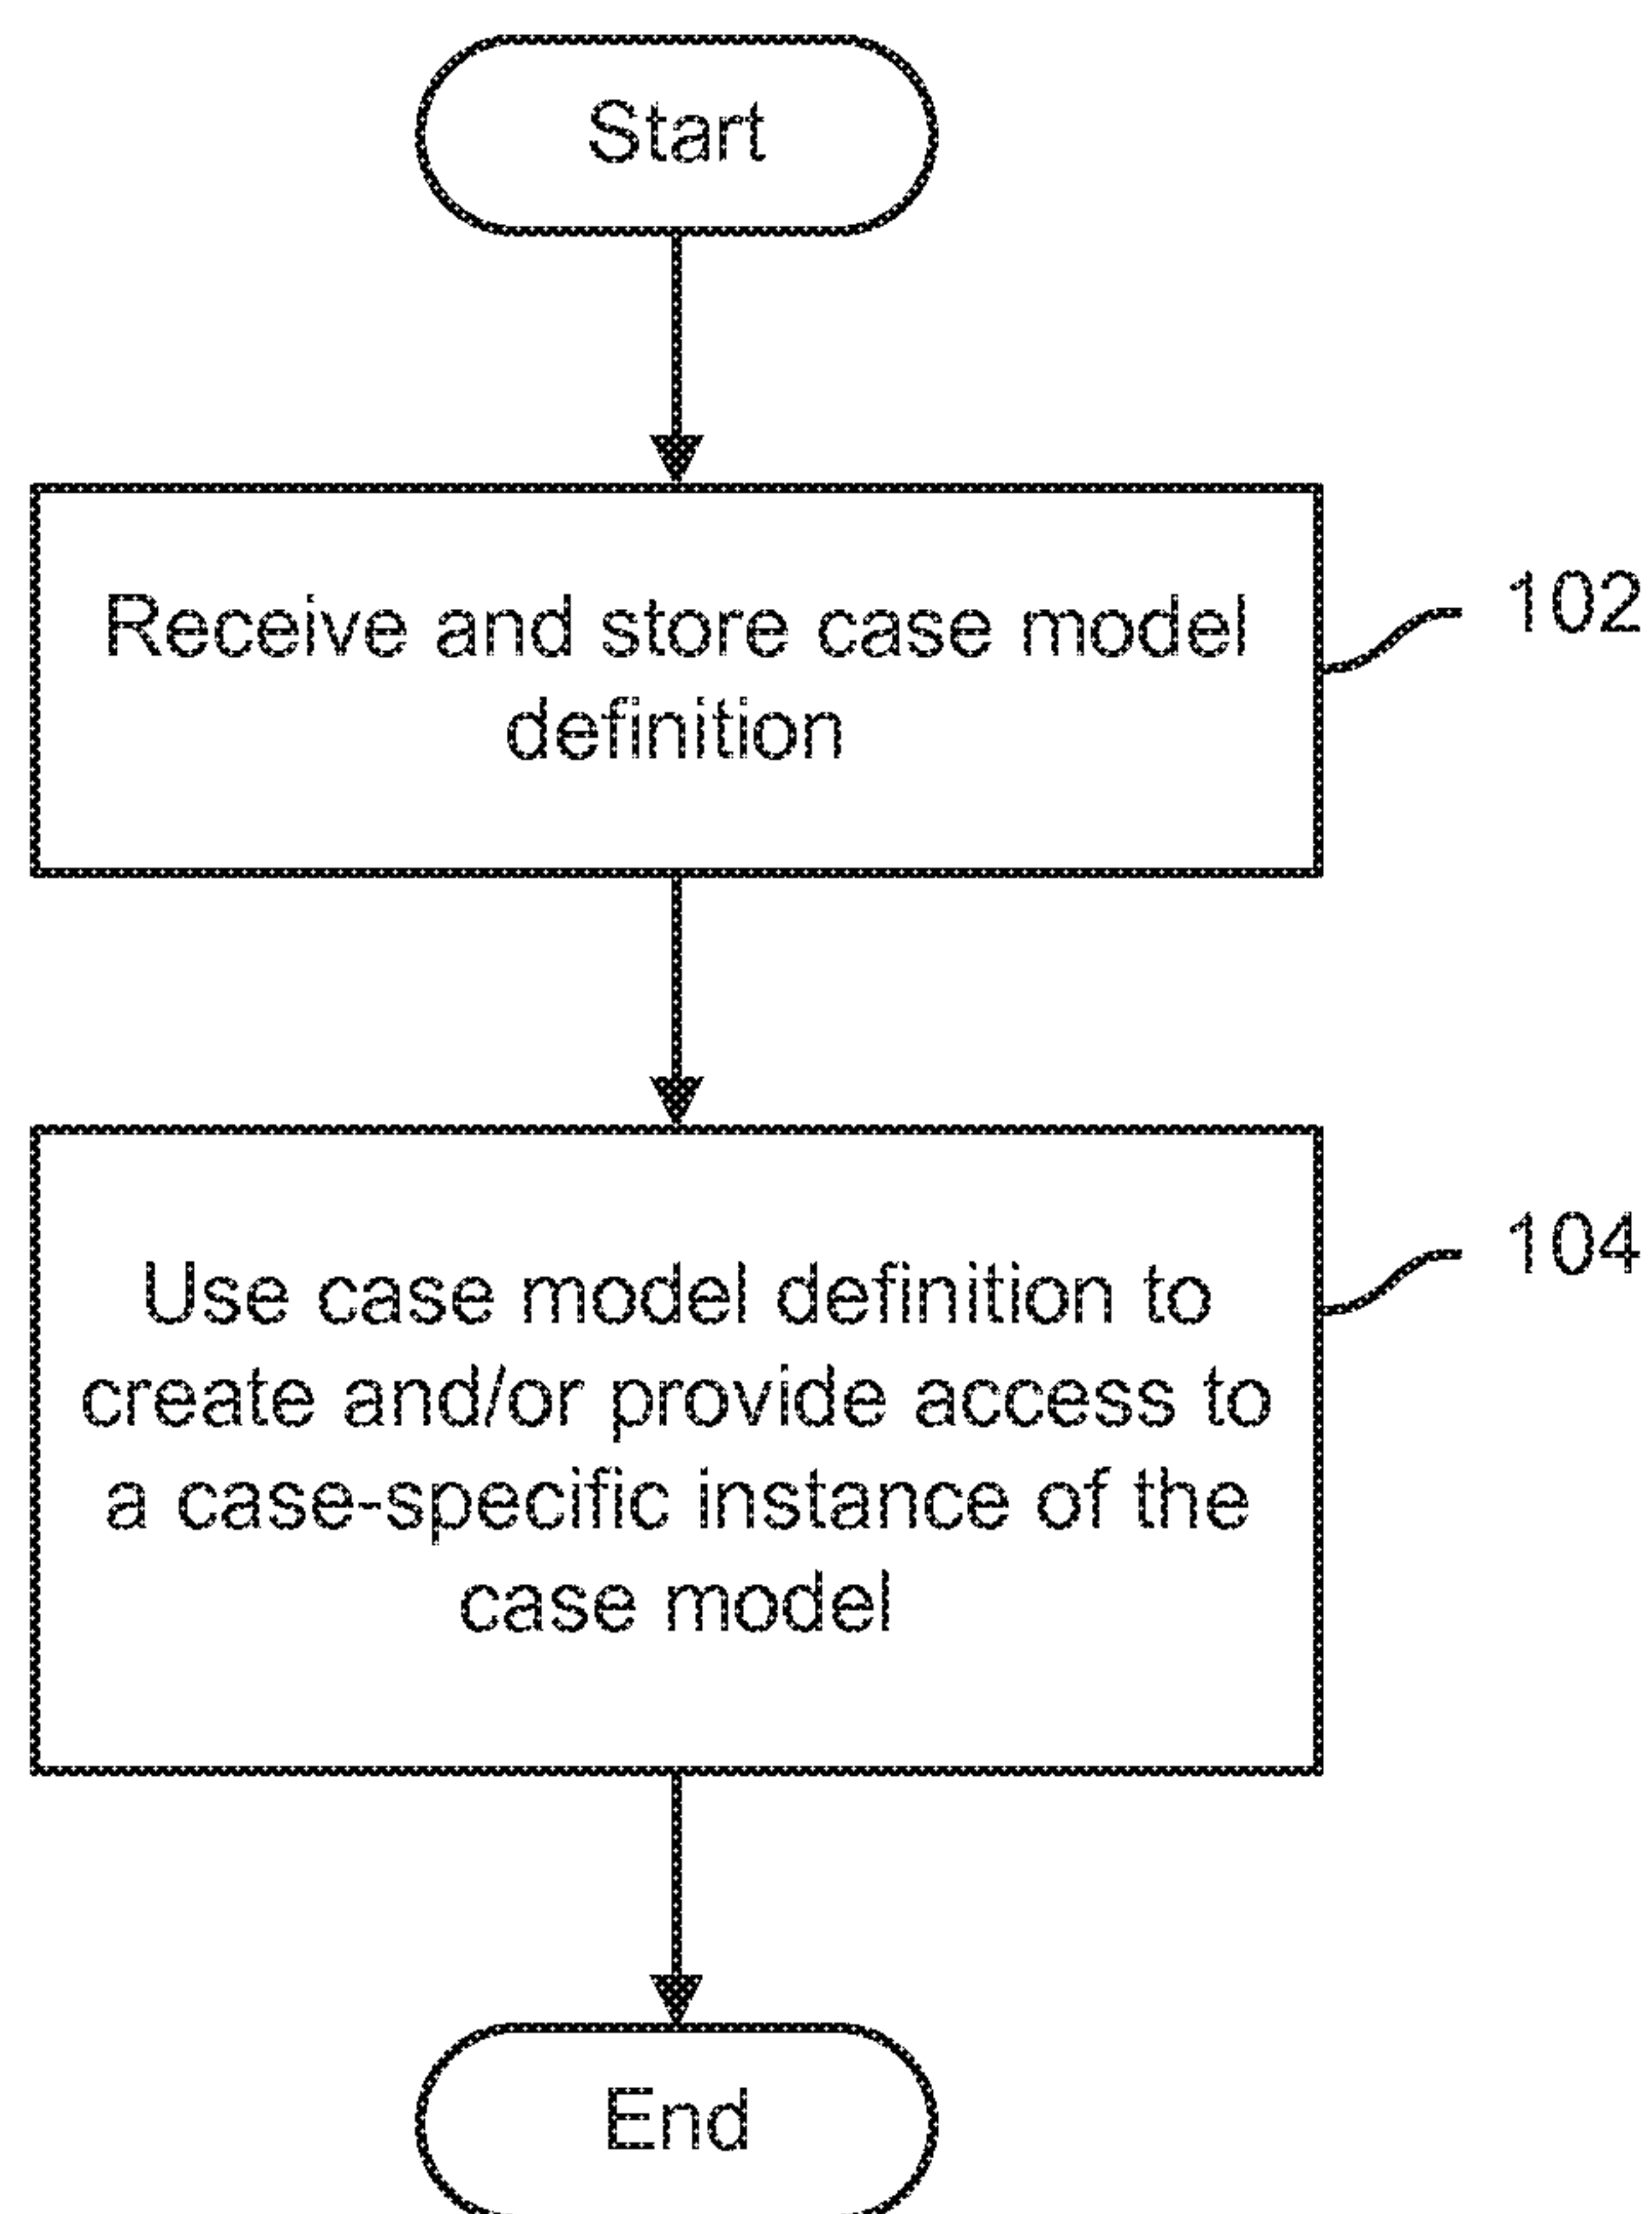 Start
Receive and store case model
definition
102
Use case model definition to
create and/or provide access to
a case-specific instance of the
case model
104
End